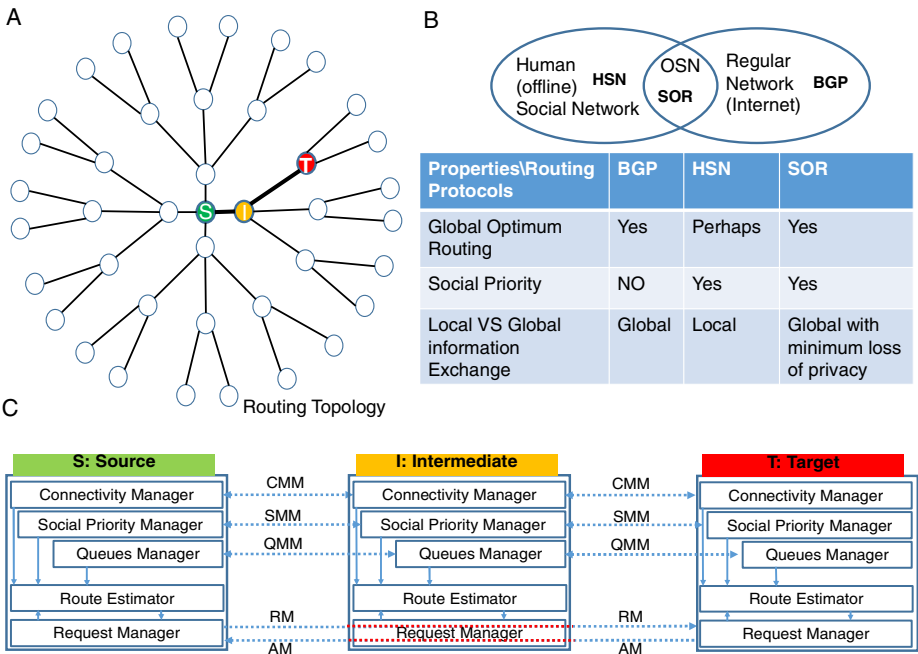 A
S
I
T
Routing Topology
B
Human
(offline)
Social Network
HSN
OSN
SOR
Regular
Network
(Internet)
BGP
Properties\Routing Protocols BGP HSN SOR
Global Optimum Routing Yes Perhaps Yes
Social Priority NO Yes Yes
Local VS Global information Exchange Global Local Global with minimum loss of privacy
C
S: Source
Connectivity Manager
Social Priority Manager
Queues Manager
Route Estimator
Request Manager
CMM
SMM
QMM
RM
AM
I: Intermediate
Connectivity Manager
Social Priority Manager
Queues Manager
Route Estimator
Request Manager
CMM
SMM
QMM
RM
AM
T: Target
Connectivity Manager
Social Priority Manager
Queues Manager
Route Estimator
Request Manager